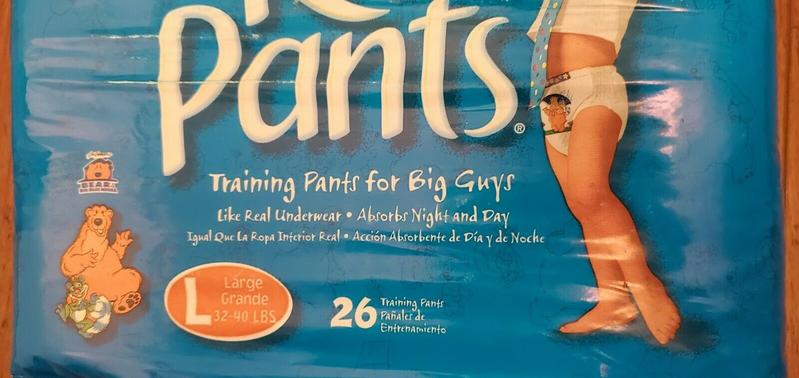 Pants®
Training Pants for Big Guys
Like Real Underwear • Absorbs Night and Day
Igual Que La Ropa Interior Real • Acción Absorbente de Día y de Noche
BEAR
L
Large
Grande
32-40 LBS
26
Training Pants
Pañales de
Entrenamiento